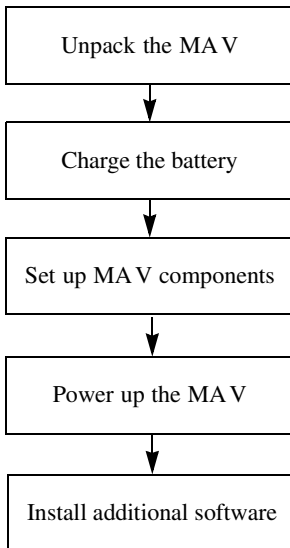 Unpack the MAV
Charge the battery
Set up MAV components
Power up the MAV
Install additional software